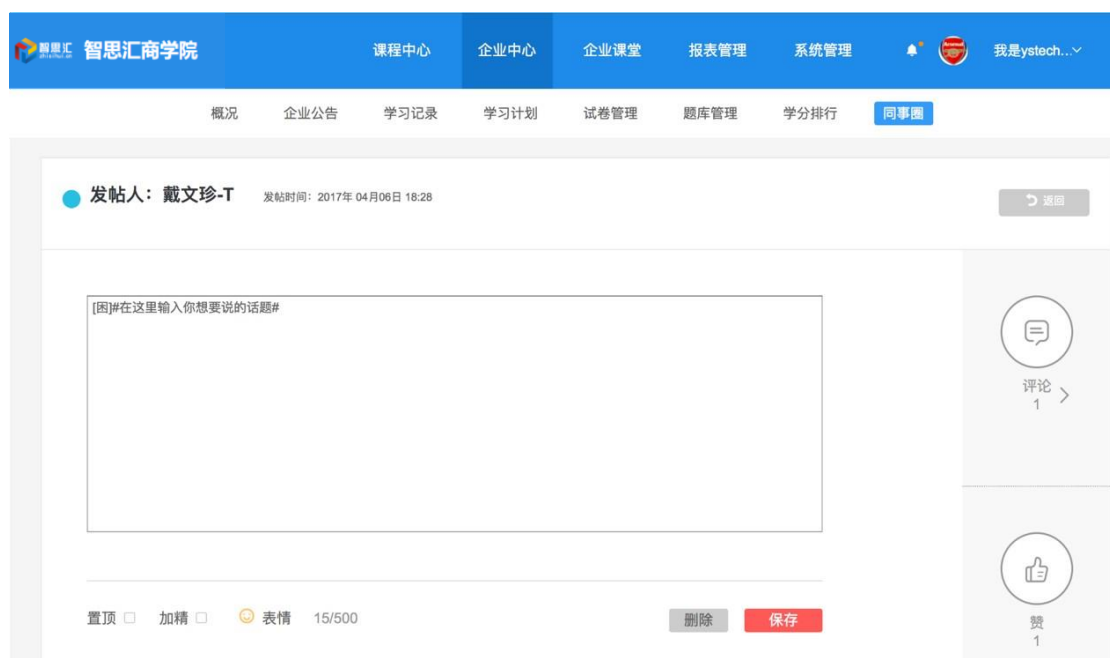 智思汇 智思汇商学院 课程中心 企业中心 企业课堂 报表管理 系统管理 我是ystech...
概况 企业公告 学习记录 学习计划 试卷管理 题库管理 学分排行 同事圈
发帖人：戴文珍-T 发帖时间：2017年 04月06日 18:28 返回
[困]#在这里输入你想要说的话题#
评论
1
置顶 加精 表情 15/500 删除 保存
赞
1